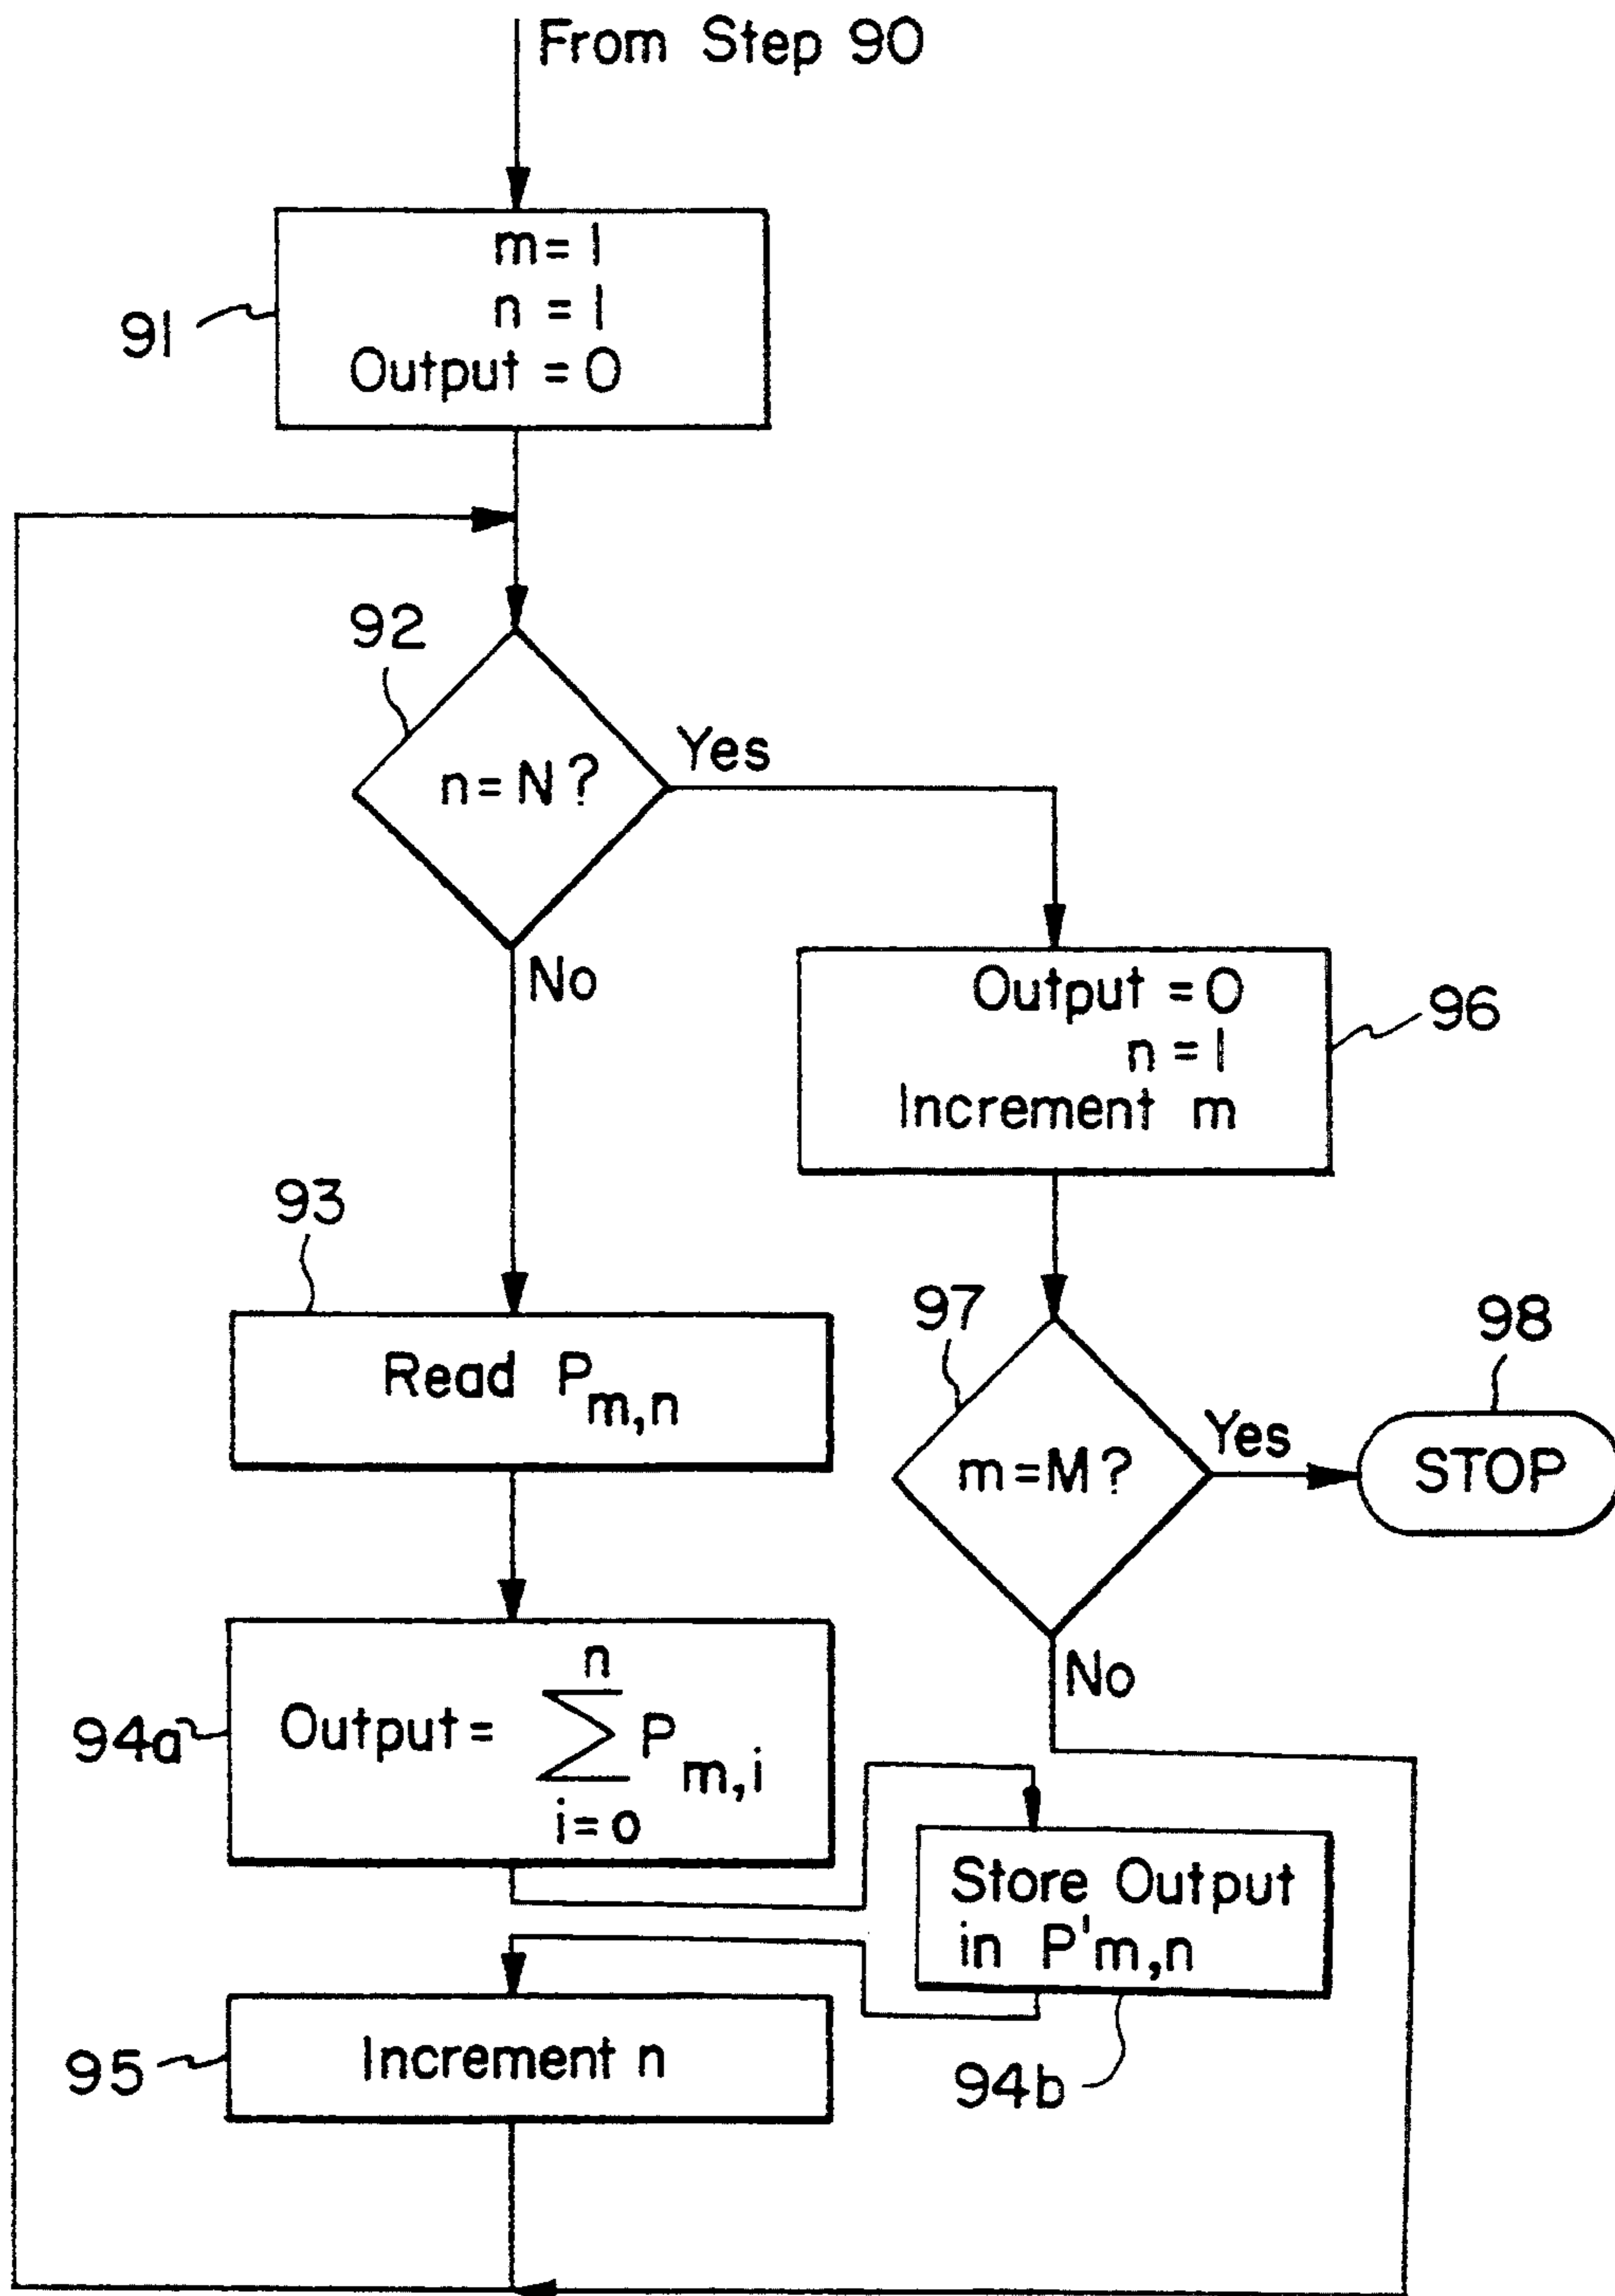 From Step 90
m=1
n=1
Output=0
91
92
n=N?
Yes
No
Output=0
n=1
Increment m
96
93
Read P m,n
97
m=M?
Yes
98
STOP
No
94a
Output= n ∑ i=o P m,i
Store Output
in P'm,n
94b
95
Increment n